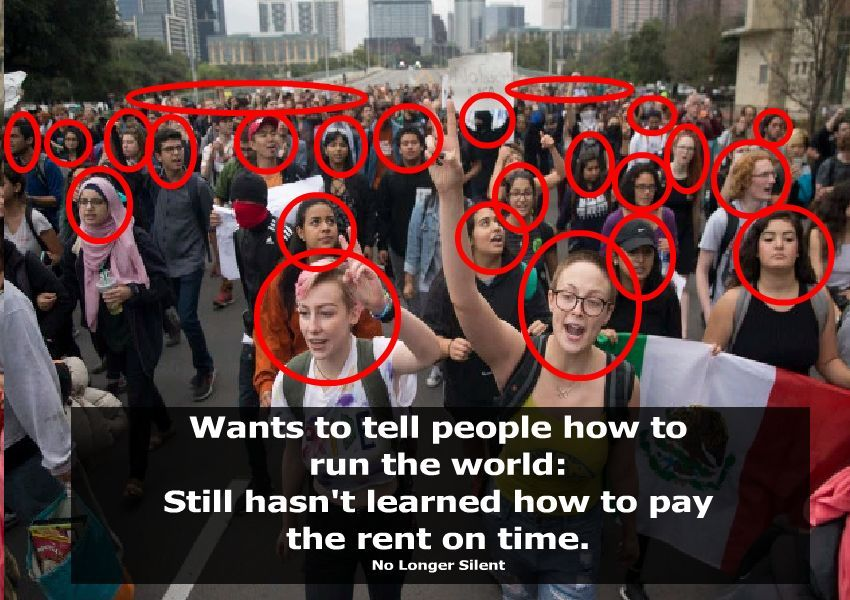 Wants to tell people how to
run the world:
Still hasn't learned how to pay
the rent on time.
No Longer Silent